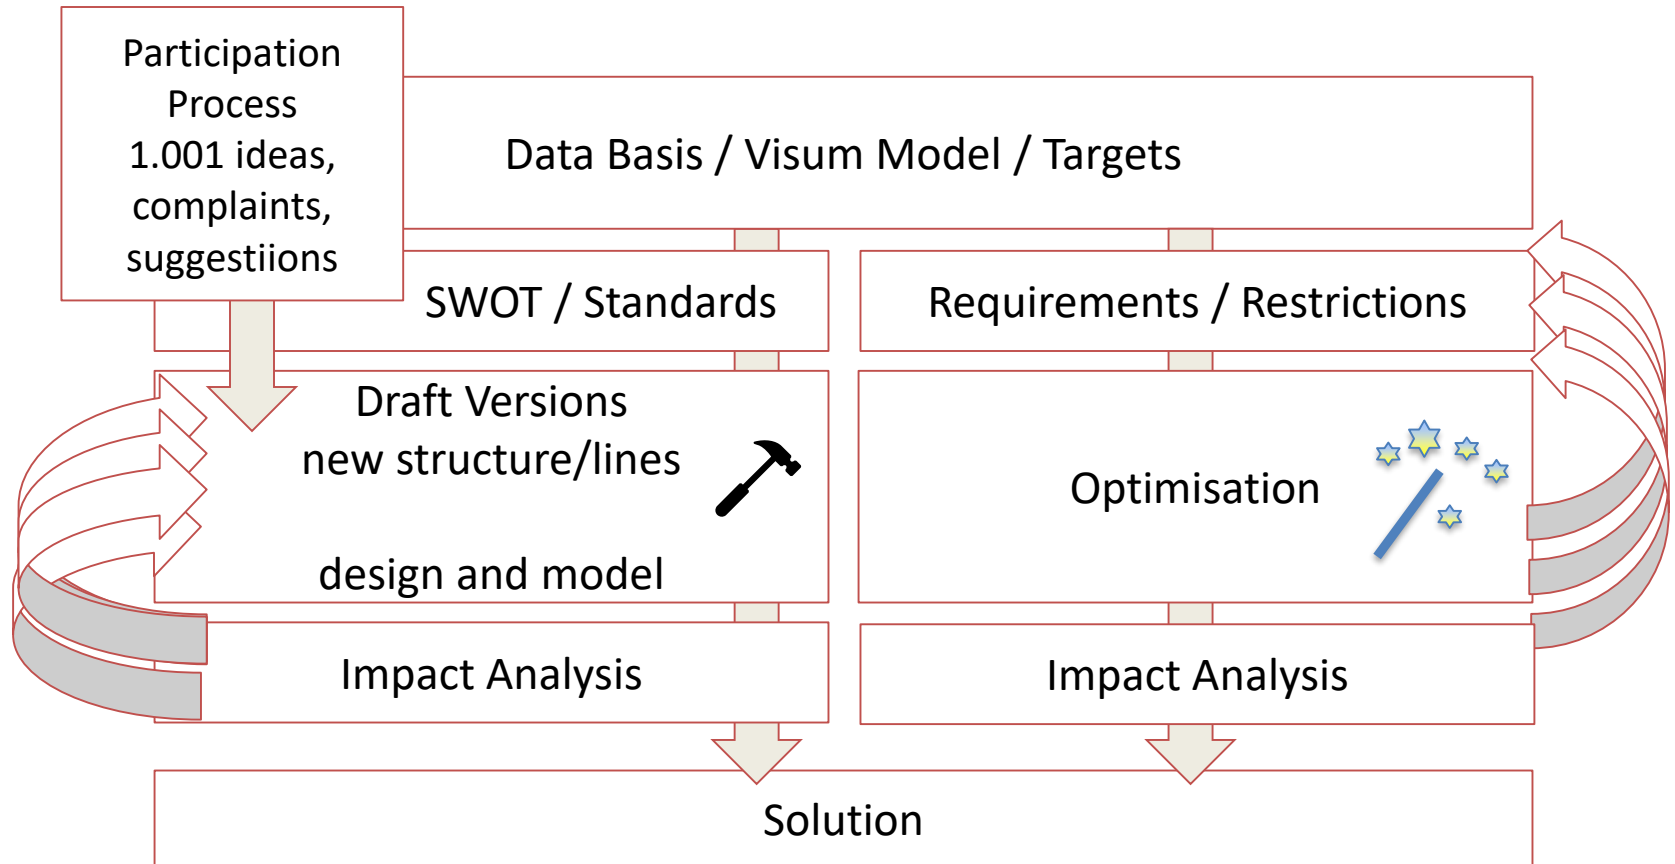 Participation
Process
1.001 ideas,
complaints,
suggestiions
Data Basis / Visum Model / Targets
SWOT / Standards
Requirements / Restrictions
Draft Versions
new structure/lines
design and model
Optimisation
Impact Analysis
Impact Analysis
Solution